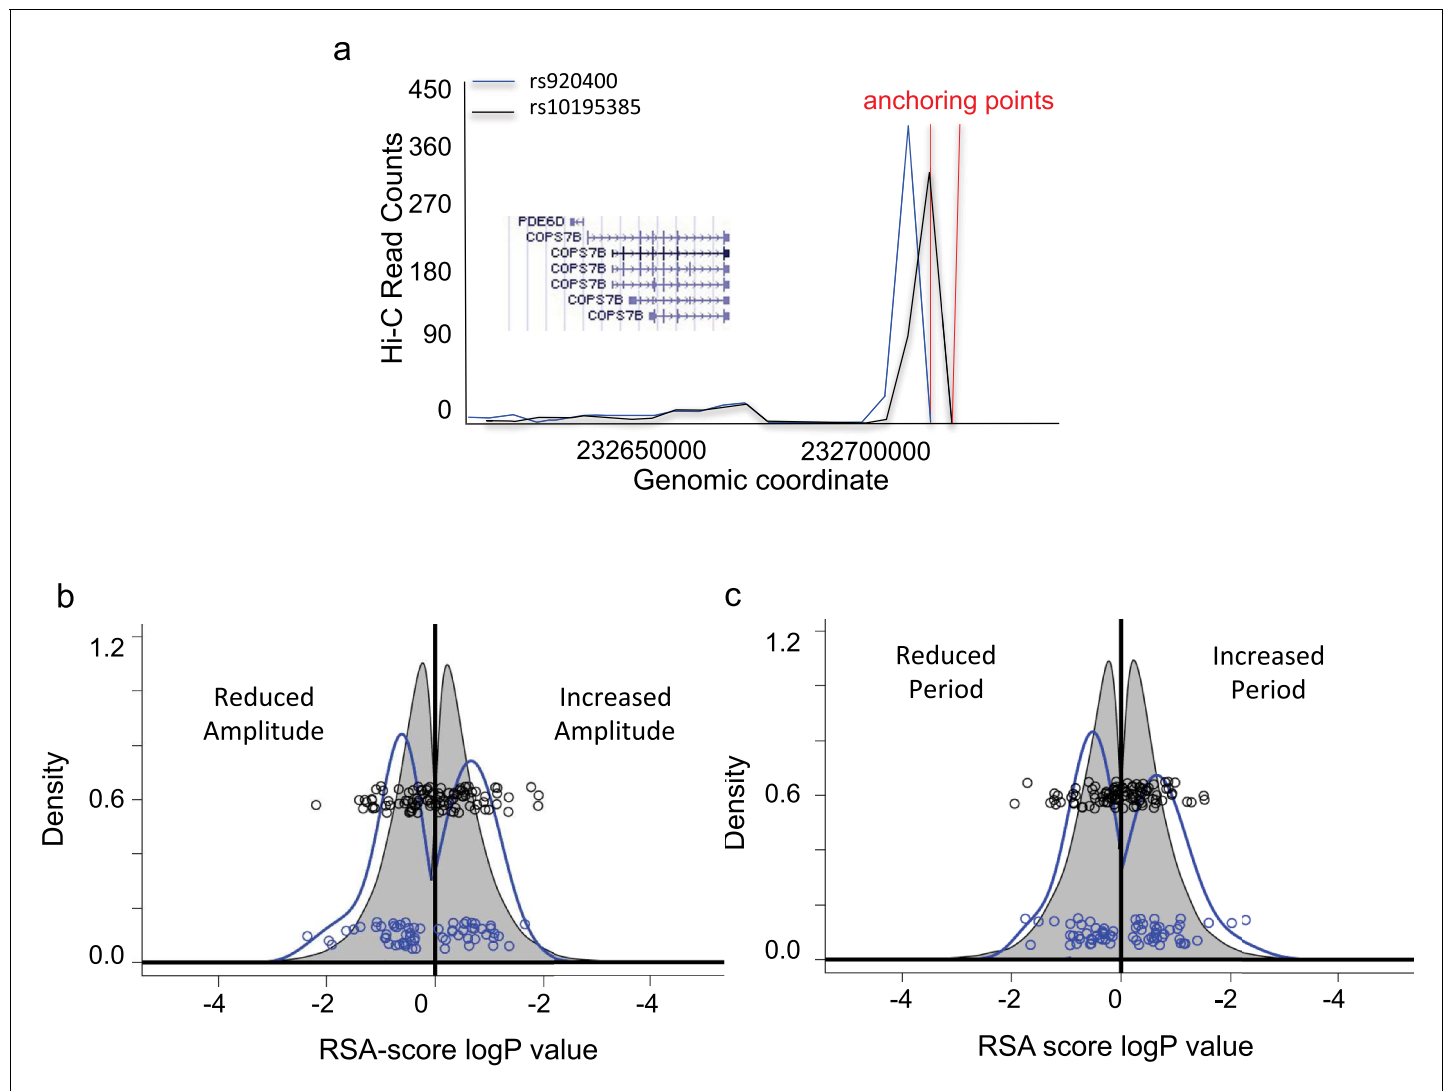 a
450
360
270
180
90
0
Hi-C Read Counts
rs920400
rs10195385
anchoring points
PDE6D
COPS7B
COPS7B
COPS7B
COPS7B
COPS7B
COPS7B
232650000
232700000
Genomic coordinate
b
1.2
0.6
0.0
Density
Reduced
Amplitude
Increased
Amplitude
-4
-2
0
-2
-4
RSA-score logP value
c
1.2
0.6
0.0
Density
Reduced
Period
Increased
Period
-4
-2
0
-2
-4
RSA score logP value